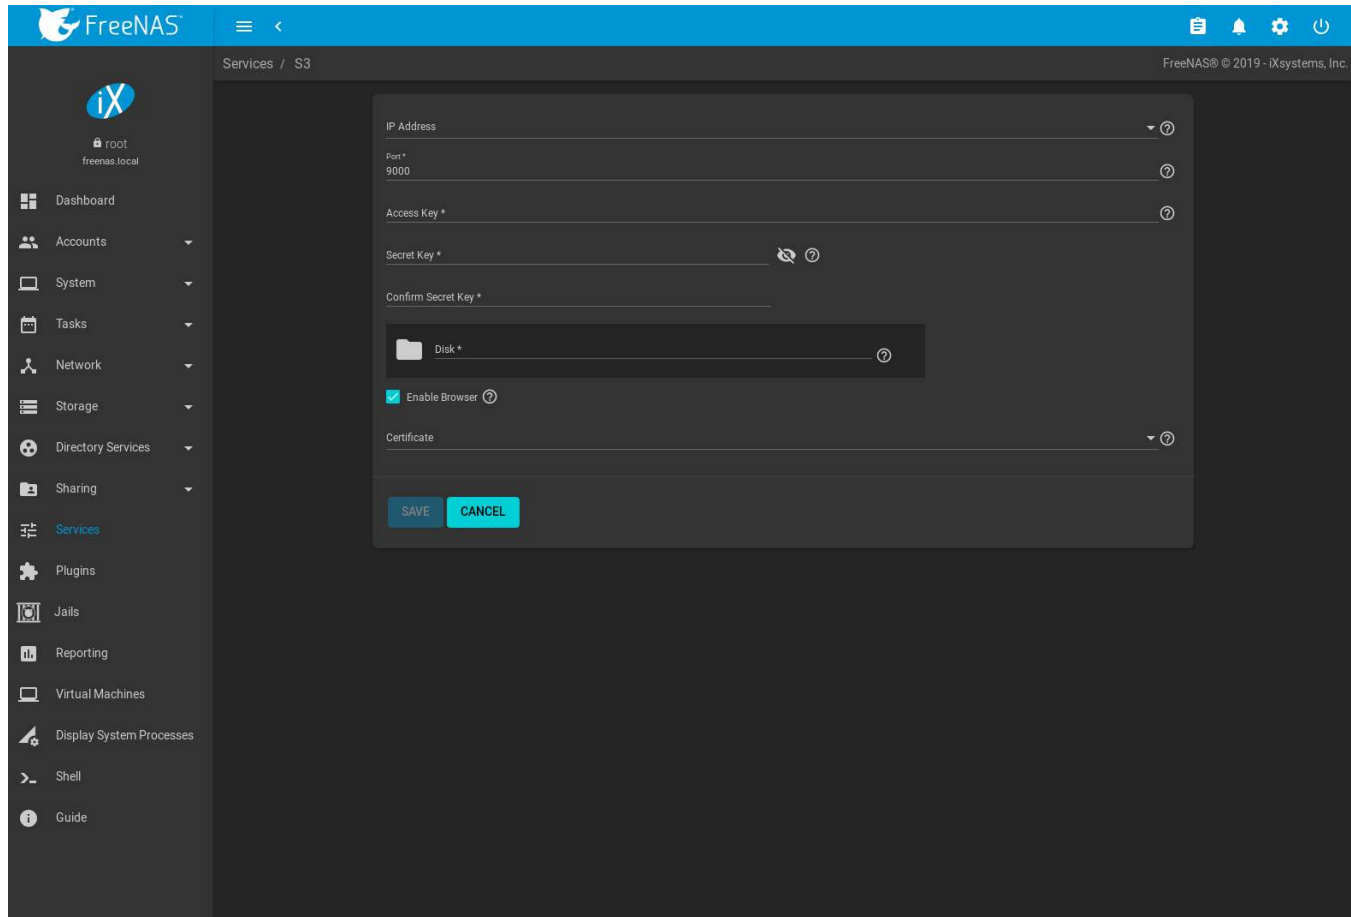 FreeNAS®
Services / S3
FreeNAS® © 2019 - iXsystems, Inc.
iX
root
freenas.local
Dashboard
Accounts
System
Tasks
Network
Storage
Directory Services
Sharing
Services
Plugins
Jails
Reporting
Virtual Machines
Display System Processes
Shell
Guide
IP Address
Port *
9000
Access Key *
Secret Key *
Confirm Secret Key *
Disk *
Enable Browser
Certificate
SAVE CANCEL